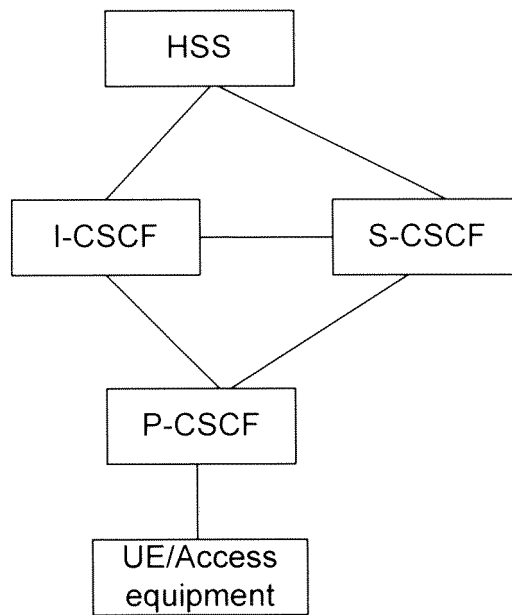 HSS
I-CSCF
S-CSCF
P-CSCF
UE/Access
equipment